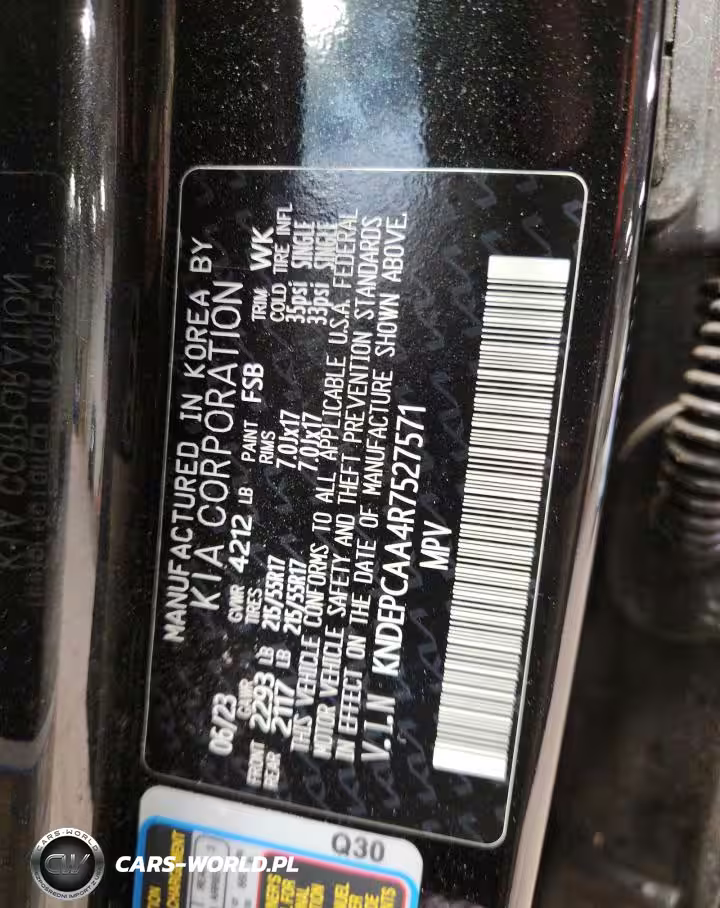 MANUFACTURED IN KOREA BY
KIA CORPORATION
06/23 GVWR 4212 LB PAINT FSB TRIM WK
GAWR TIRES RIMS COLD TIRE INFL
FRONT 2293 LB 215/55R17 7.0Jx17 35psi SINGLE
REAR 2117 LB 215/55R17 7.0Jx17 33psi SINGLE
THIS VEHICLE CONFORMS TO ALL APPLICABLE U.S.A. FEDERAL
MOTOR VEHICLE SAFETY AND THEFT PREVENTION STANDARDS
IN EFFECT ON THE DATE OF MANUFACTURE SHOWN ABOVE.
V.I.N KNDEPCAA4R7527571
MPV
Q30
CARS-WORLD
CW
CARS-WORLD.PL